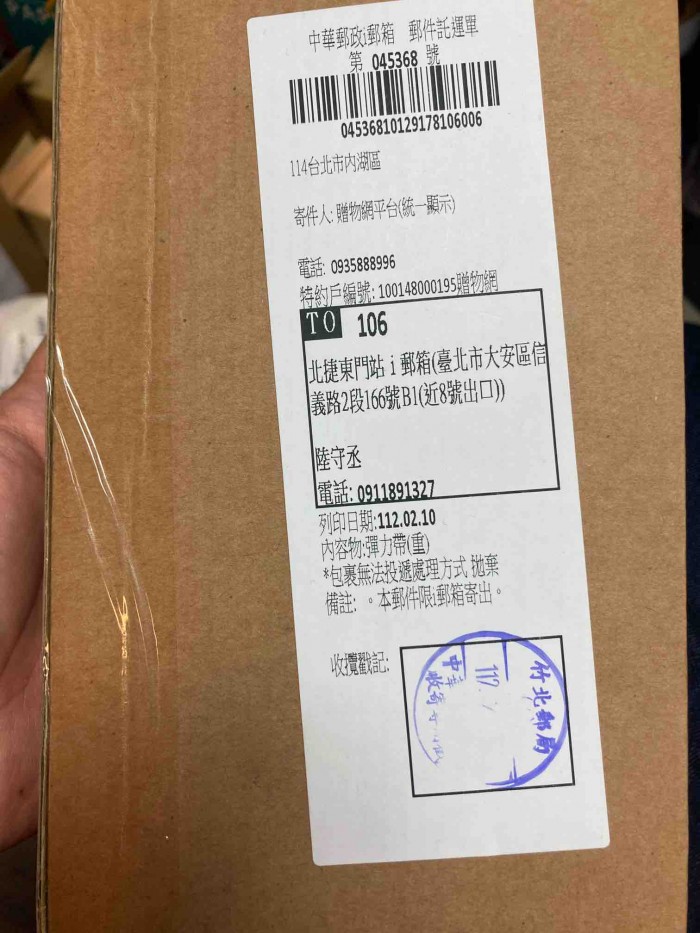 中華郵政i郵箱 郵件託運單
第 045368 號
04536810129178106006
114台北市內湖區
寄件人: 贈物網平台(統一顯示)
電話: 0935888996
特約戶編號: 100148000195贈物網
TO 106
北捷東門站 i 郵箱(臺北市大安區信
義路2段166號B1(近8號出口))
陸守丞
電話: 0911891327
列印日期:112.02.10
內容物:彈力帶(重)
*包裹無法投遞處理方式 拋棄
備註: 。本郵件限i郵箱寄出。
收攬戳記:
竹北郵局
112.
中華